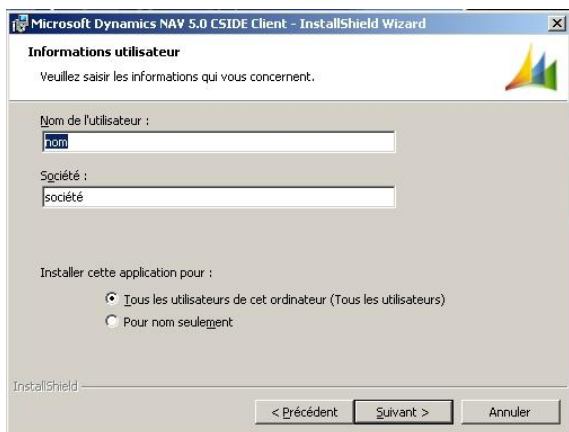 Microsoft Dynamics NAV 5.0 CSIDE Client - InstallShield Wizard
Informations utilisateur
Veuillez saisir les informations qui vous concernent.
Nom de l'utilisateur :
nom
Société :
société
Installer cette application pour :
Tous les utilisateurs de cet ordinateur (Tous les utilisateurs)
Pour nom seulement
InstallShield
< Précédent Suivant > Annuler